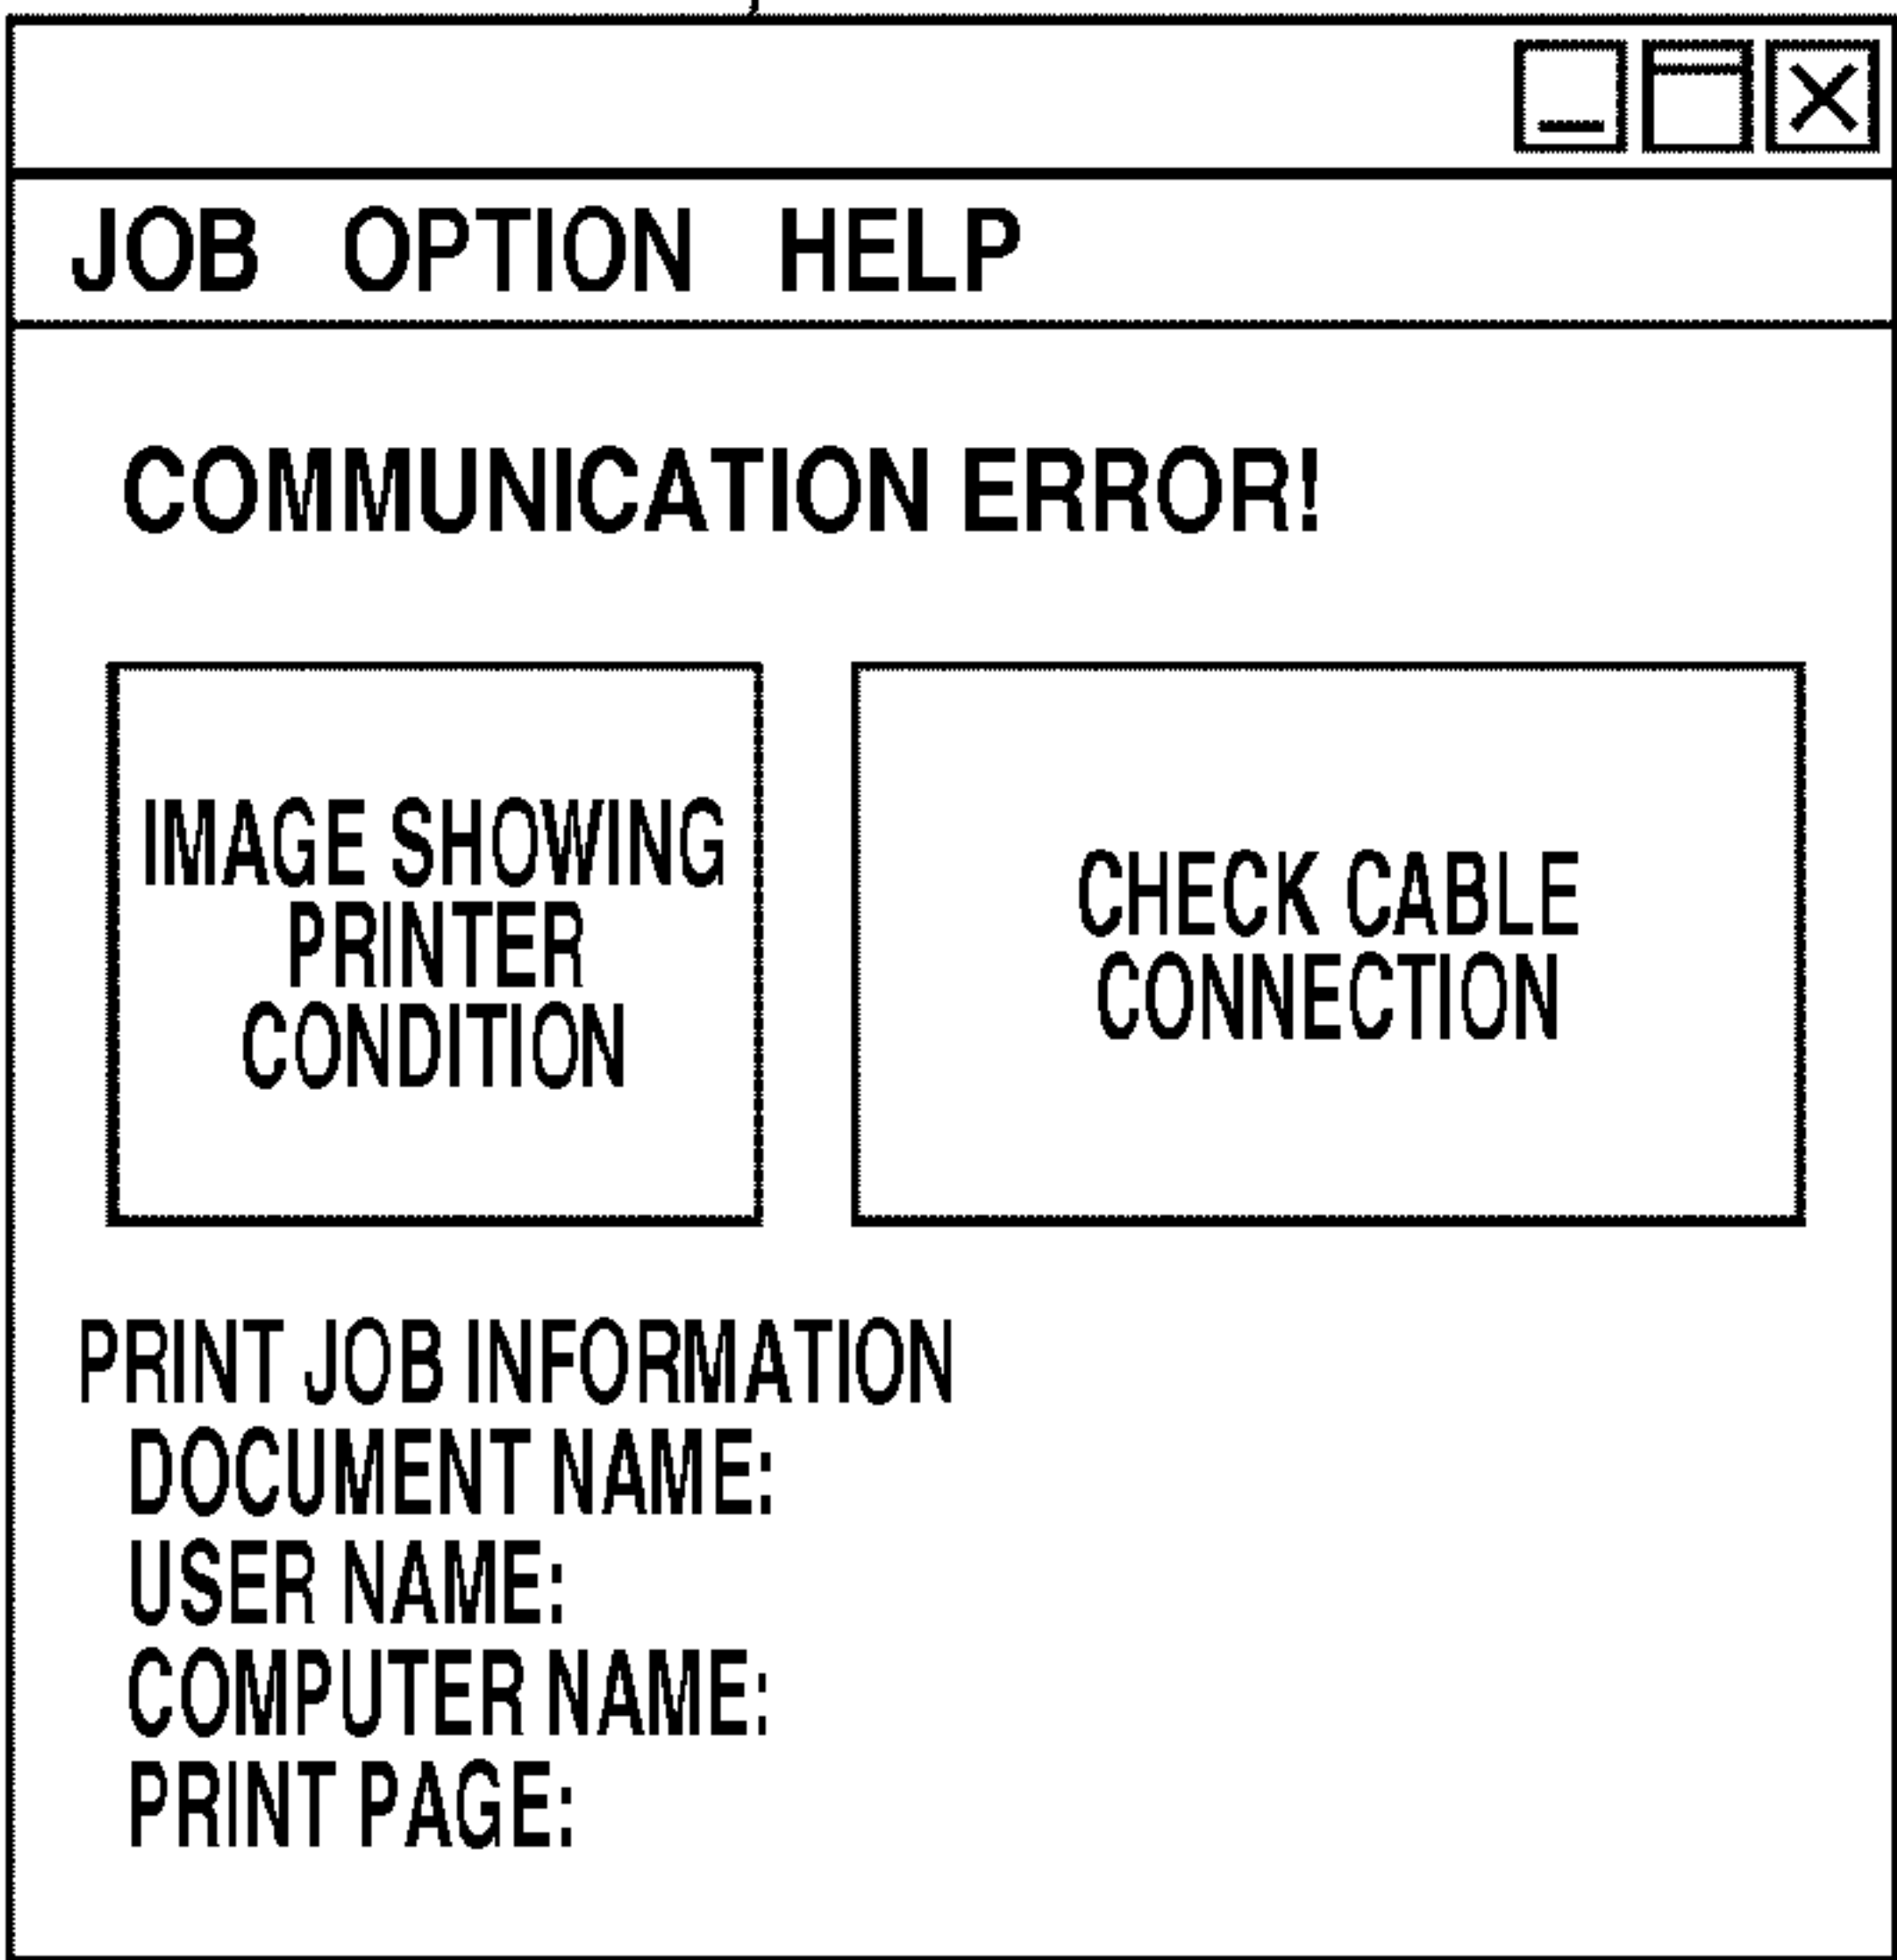 JOB OPTION HELP
COMMUNICATION ERROR!
IMAGE SHOWING
PRINTER
CONDITION
CHECK CABLE
CONNECTION
PRINT JOB INFORMATION
DOCUMENT NAME:
USER NAME:
COMPUTER NAME:
PRINT PAGE: